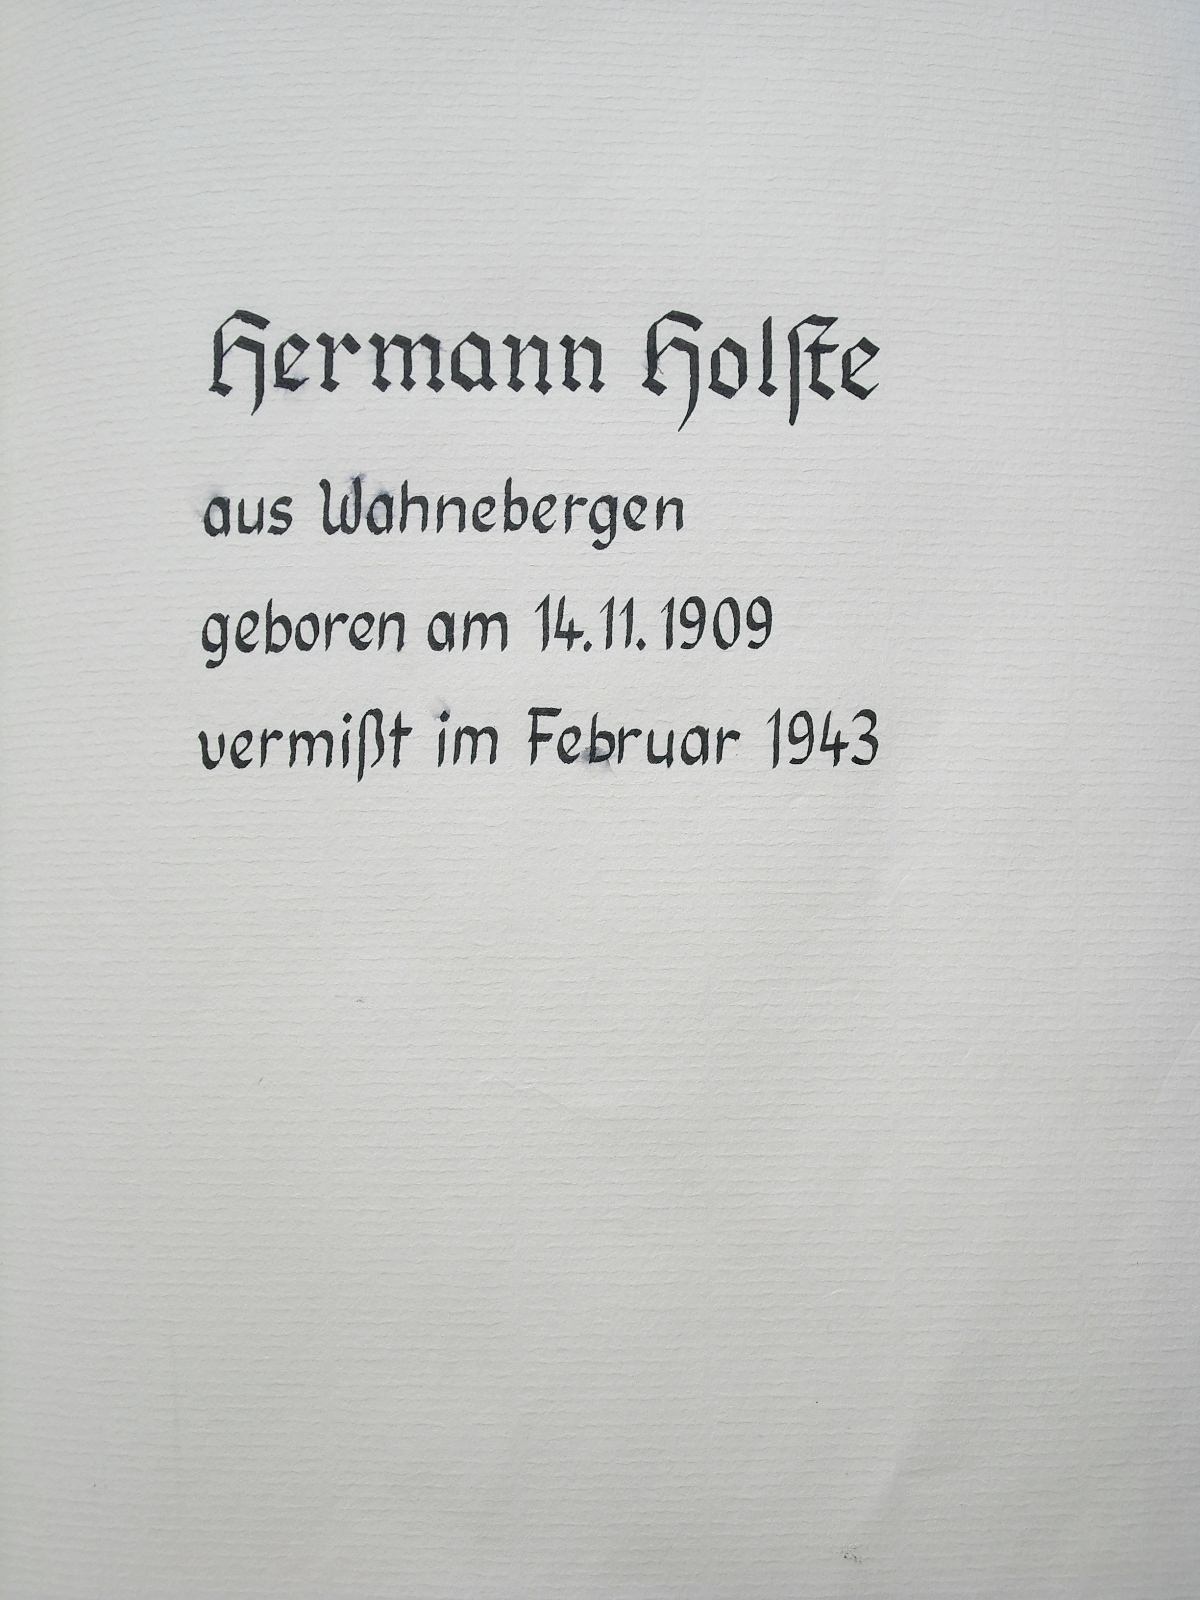 Hermann Holste
aus Wahnebergen
geboren am 14.11.1909
vermißt im Februar 1943